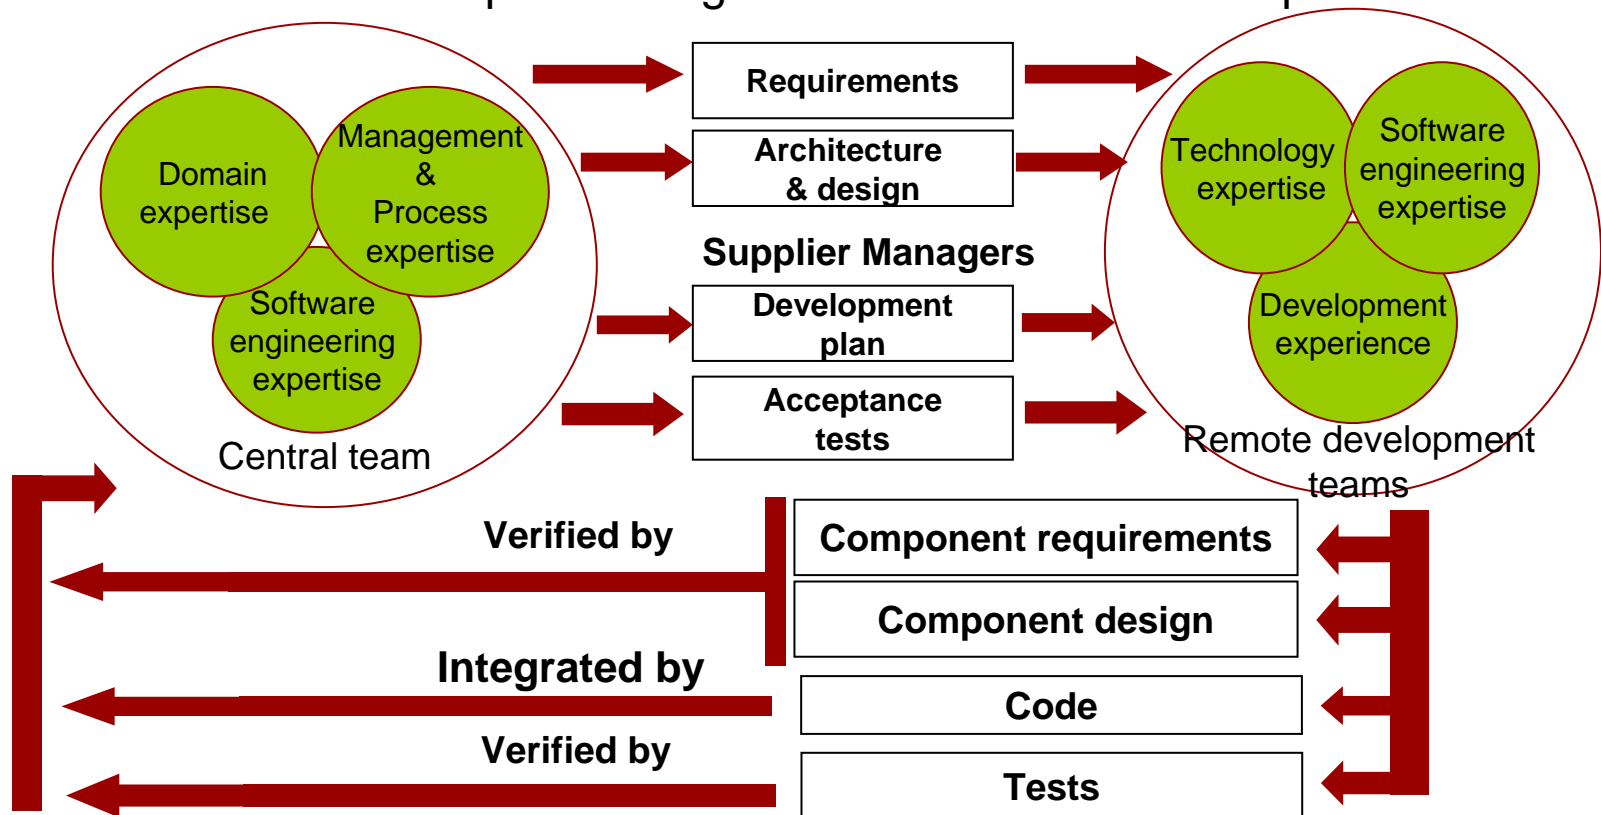 Requirements
Architecture
& design
Supplier Managers
Development
plan
Acceptance
tests
Domain
expertise
Management
&
Process
expertise
Software
engineering
expertise
Central team
Technology
expertise
Software
engineering
expertise
Development
experience
Remote development
teams
Verified by
Component requirements
Component design
Integrated by
Code
Verified by
Tests